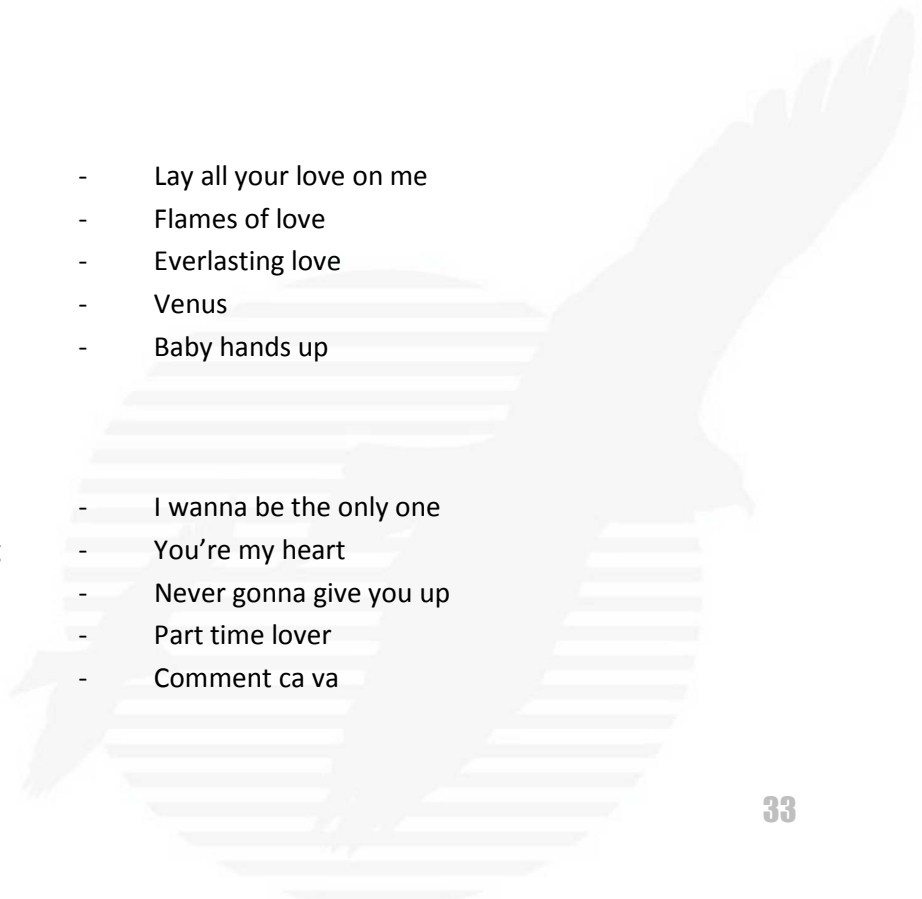 - Lay all your love on me
- Flames of love
- Everlasting love
- Venus
- Baby hands up
- I wanna be the only one
- You’re my heart
- Never gonna give you up
- Part time lover
- Comment ca va
33